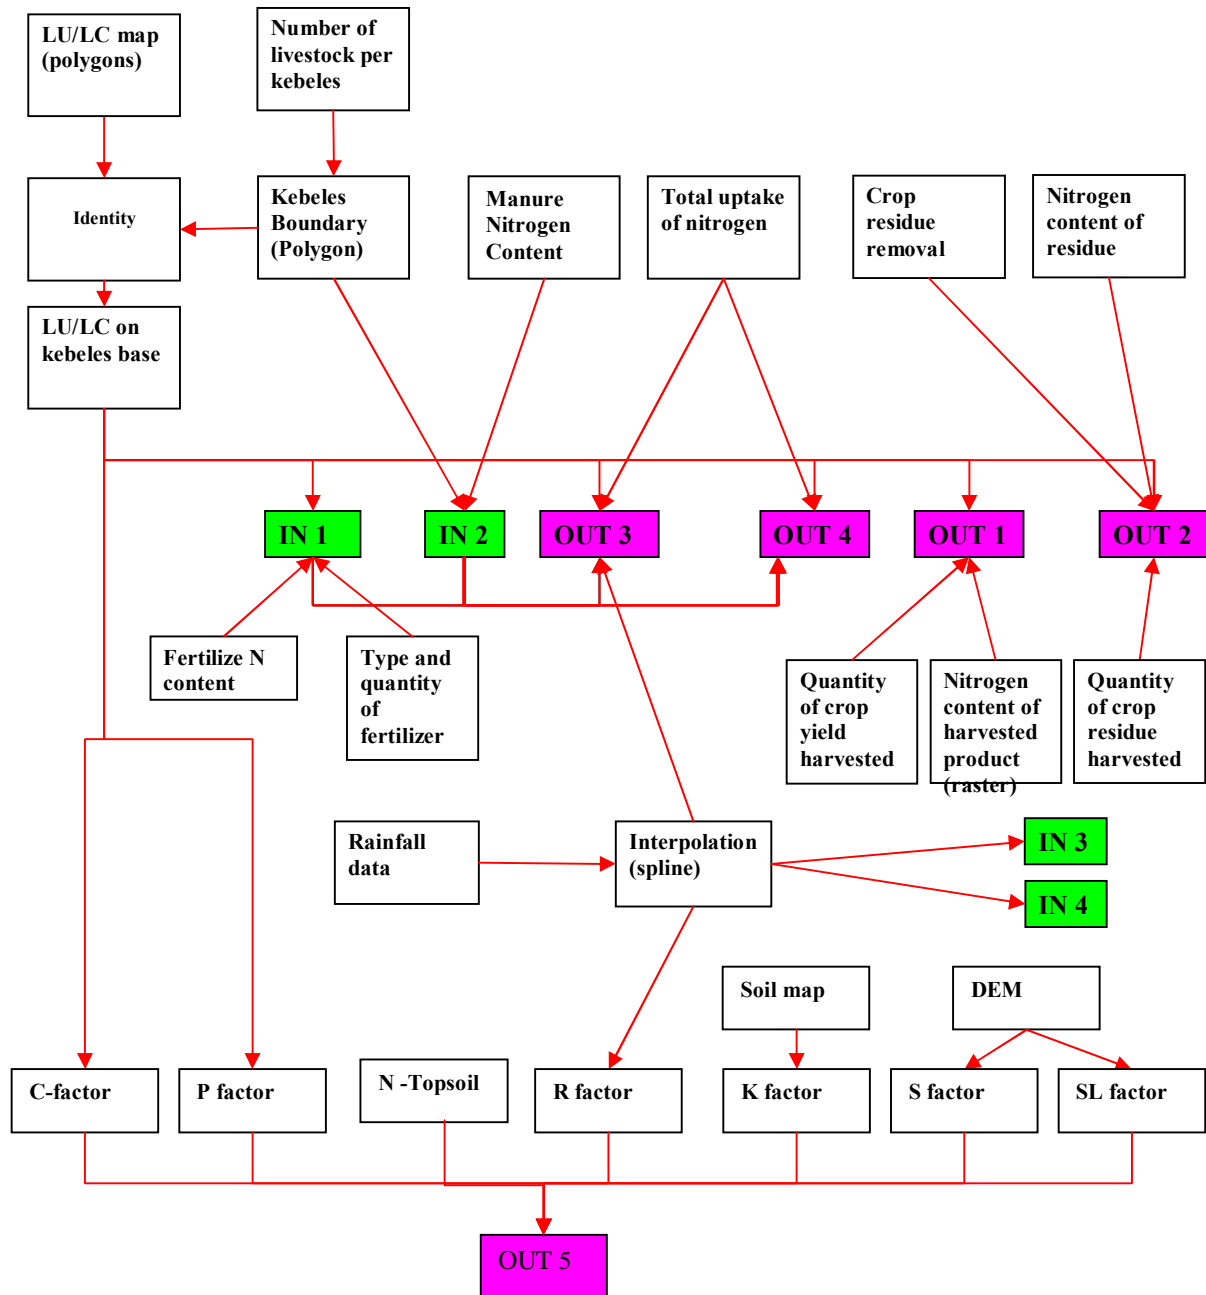 LU/LC map
(polygons)
Number of
livestock per
kebeles
Identity
Kebeles
Boundary
(Polygon)
Manure
Nitrogen
Content
Total uptake
of nitrogen
Crop
residue
removal
Nitrogen
content of
residue
LU/LC on
kebeles base
IN 1
IN 2
OUT 3
OUT 4
OUT 1
OUT 2
Fertilize N
content
Type and
quantity
of
fertilizer
Quantity
of crop
yield
harvested
Nitrogen
content of
harvested
product
(raster)
Quantity
of crop
residue
harvested
Rainfall
data
Interpolation
(spline)
IN 3
IN 4
Soil map
DEM
C-factor
P factor
N -Topsoil
R factor
K factor
S factor
SL factor
OUT 5